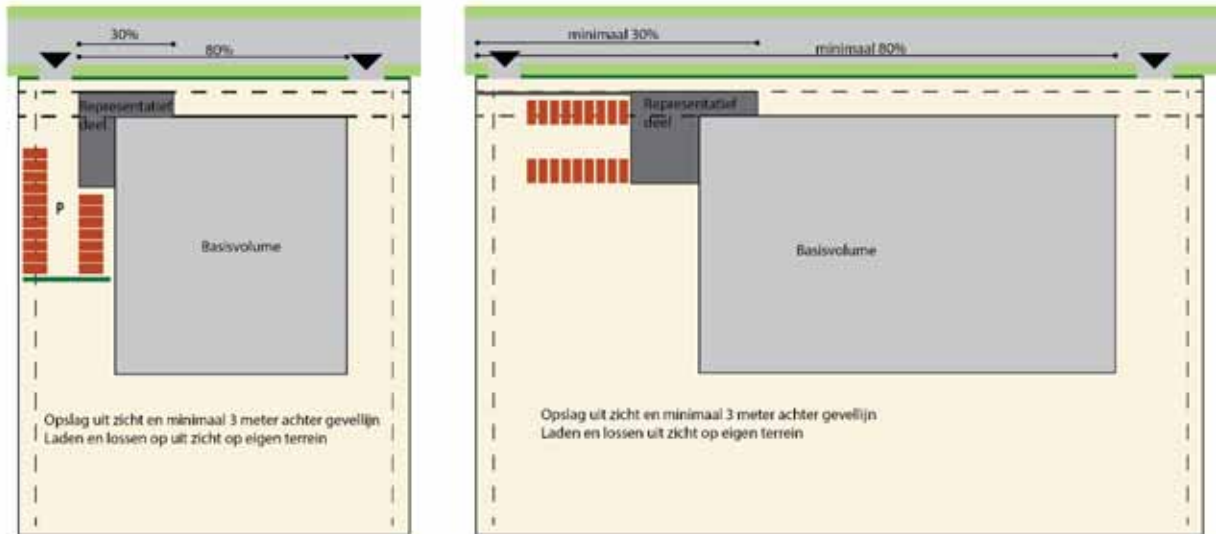 30%
80%
Representatief
deel
P
Basisvolume
Opslag uit zicht en minimaal 3 meter achter gevellijn
Laden en lossen op uit zicht op eigen terrein
minimaal 30%
minimaal 80%
Representatief
deel
Basisvolume
Opslag uit zicht en minimaal 3 meter achter gevellijn
Laden en lossen uit zicht op eigen terrein